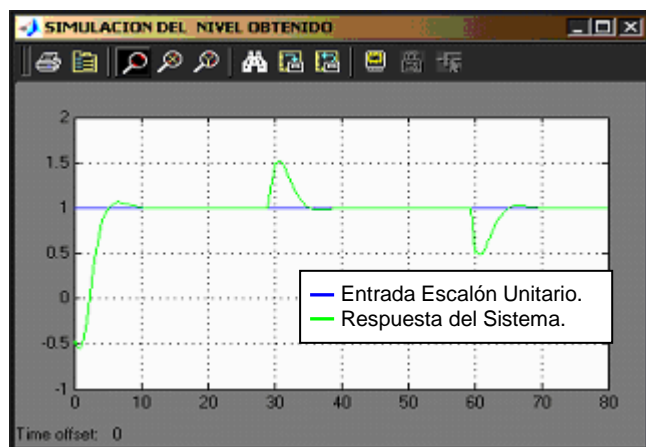 SIMULACION DEL NIVEL OBTENIDO
2
1.5
1
0.5
0
-0.5
-1
0 10 20 30 40 50 60 70 80
Entrada Escalón Unitario.
Respuesta del Sistema.
Time offset: 0